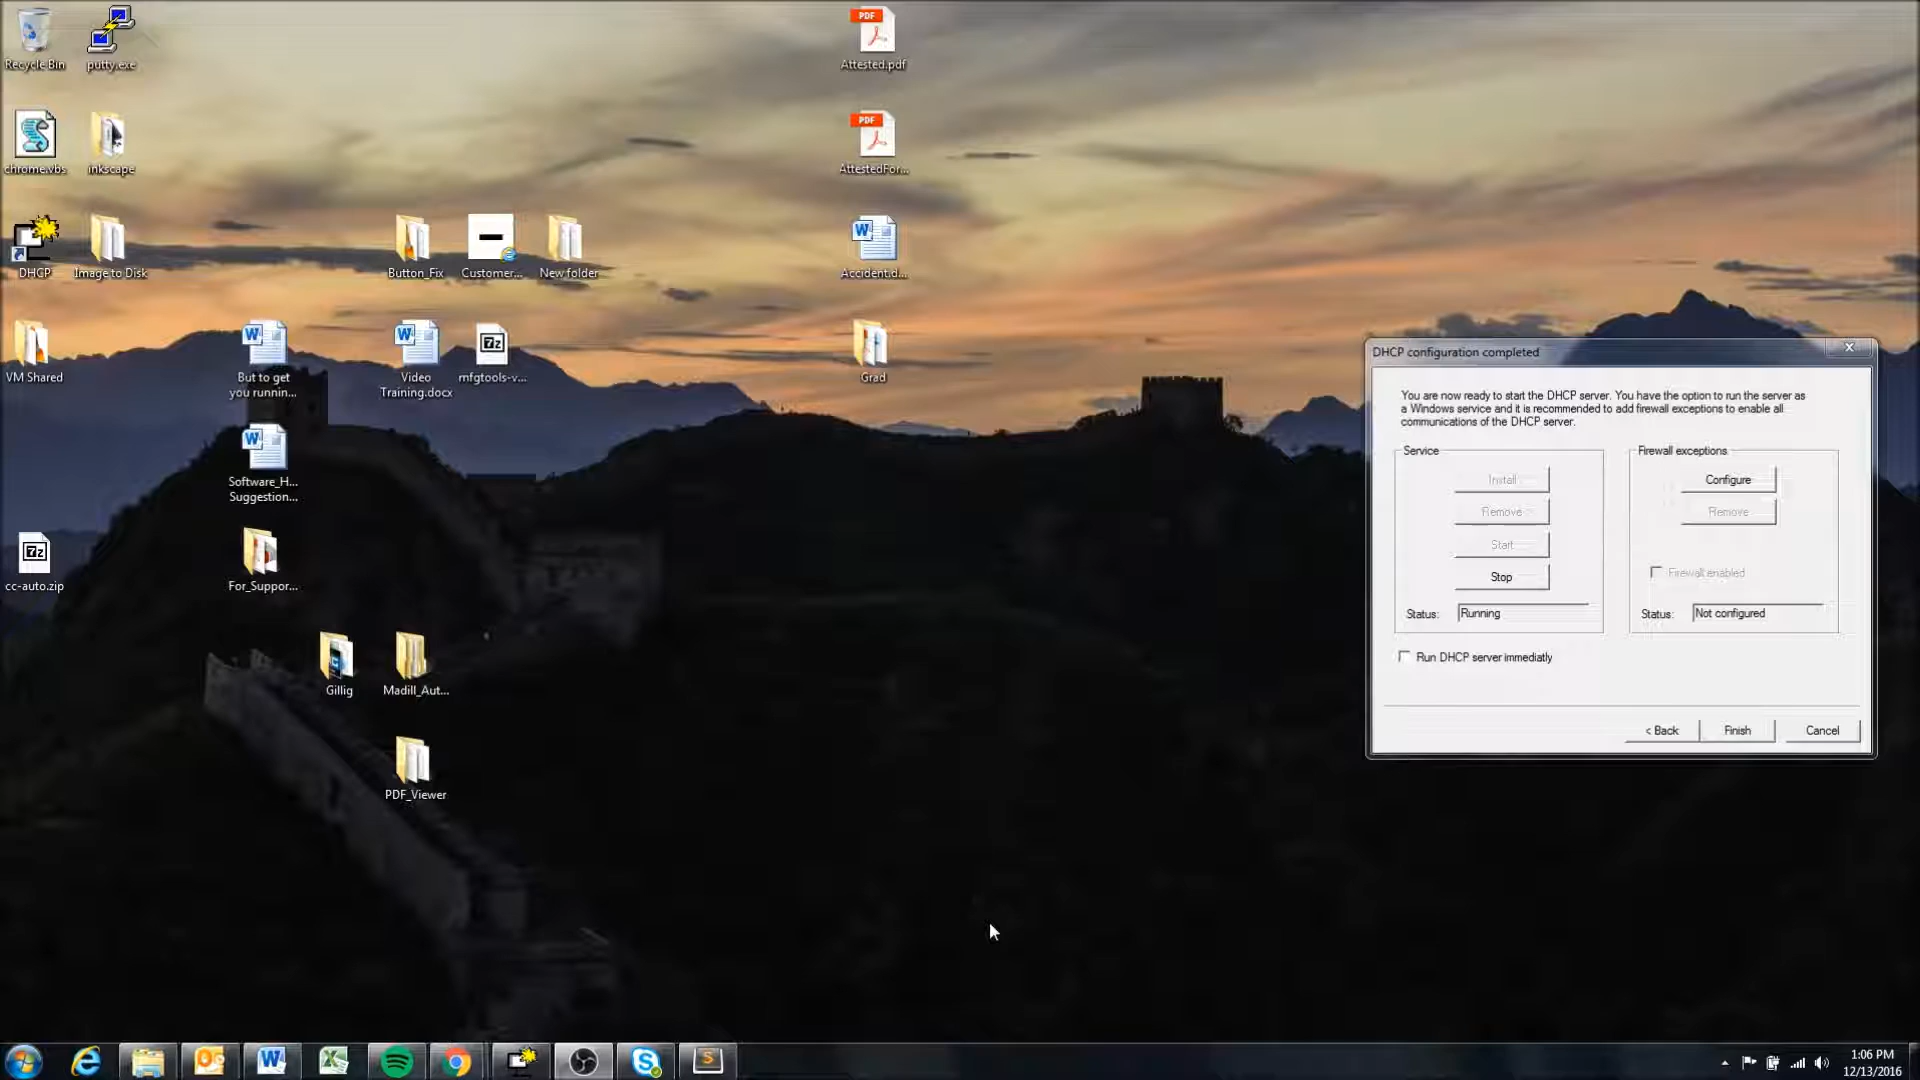 Recycle Bin
putty.exe
Attested.pdf
chrome.vbs
inkscape
AttestedFor...
DHCP
Image to Disk
Button_Fix
Customer...
New folder
Accident.d...
VM Shared
But to get
you runnin...
Video
Training.docx
mfgtools-v...
Grad
Software_H...
Suggestion...
cc-auto.zip
For_Suppor...
Gillig
Madill_Aut...
PDF_Viewer
DHCP configuration completed
You are now ready to start the DHCP server. You have the option to run the server as
a Windows service and it is recommended to add firewall exceptions to enable all
communications of the DHCP server.
Service
Install
Remove
Start
Stop
Status: Running
Firewall exceptions
Configure
Remove
Firewall enabled
Status: Not configured
Run DHCP server immediatly
< Back
Finish
Cancel
1:06 PM
12/13/2016